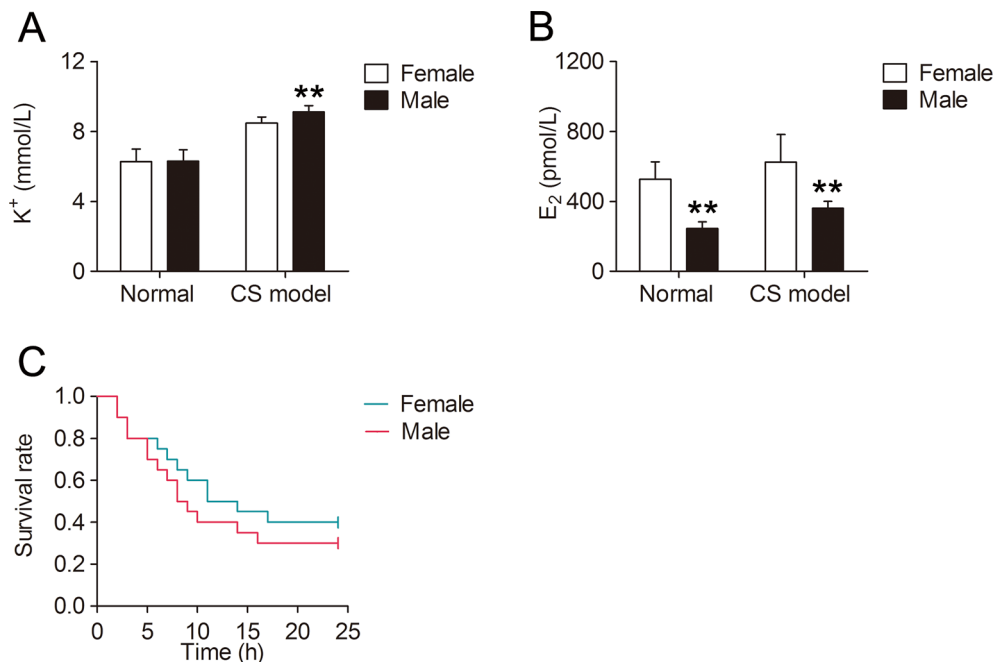 A
K⁺ (mmol/L)
12
8
4
0
Normal
CS model
**
Female
Male
B
E₂ (pmol/L)
1200
800
400
0
Normal
CS model
**
**
Female
Male
C
Survival rate
1.0
0.8
0.6
0.4
0.2
0.0
0
5
10
15
20
25
Time (h)
Female
Male